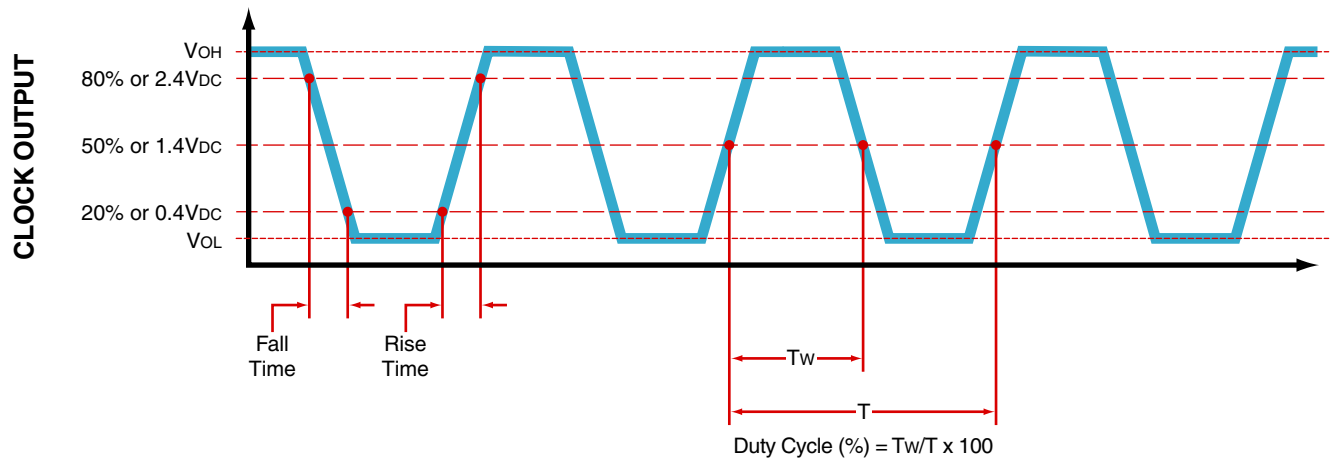 CLOCK OUTPUT
VOH
80% or 2.4VDC
50% or 1.4VDC
20% or 0.4VDC
VOL
Fall
Time
Rise
Time
TW
T
Duty Cycle (%) = TW/T x 100